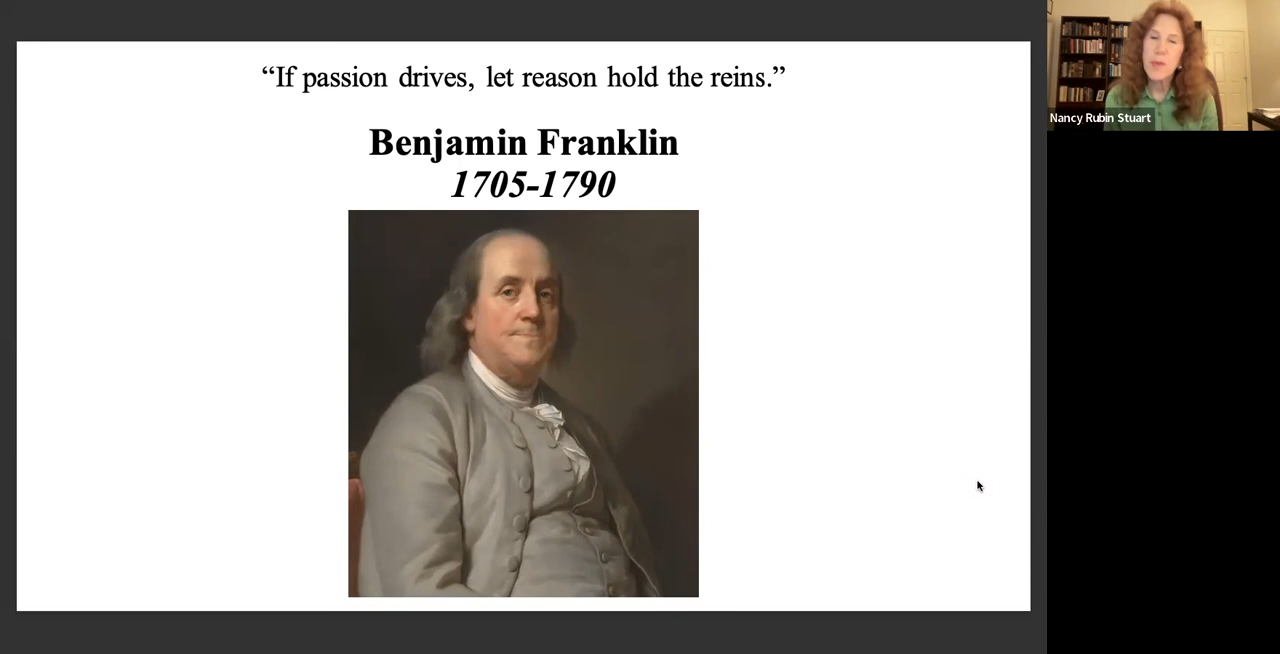 “If passion drives, let reason hold the reins.”
Benjamin Franklin
1705-1790
Nancy Rubin Stuart